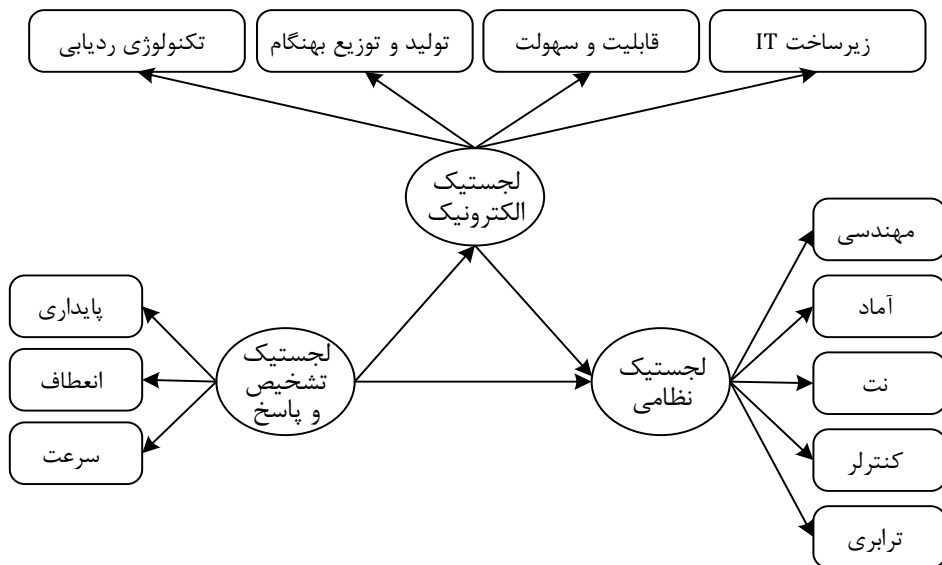 زیرساخت IT
قابلیت و سهولت
تولید و توزیع بهنگام
تکنولوژی ردیابی
لجستیک
الکترونیک
مهندسی
آماد
نت
کنترلر
ترابری
لجستیک
نظامی
لجستیک
تشخیص
و پاسخ
پایداری
انعطاف
سرعت